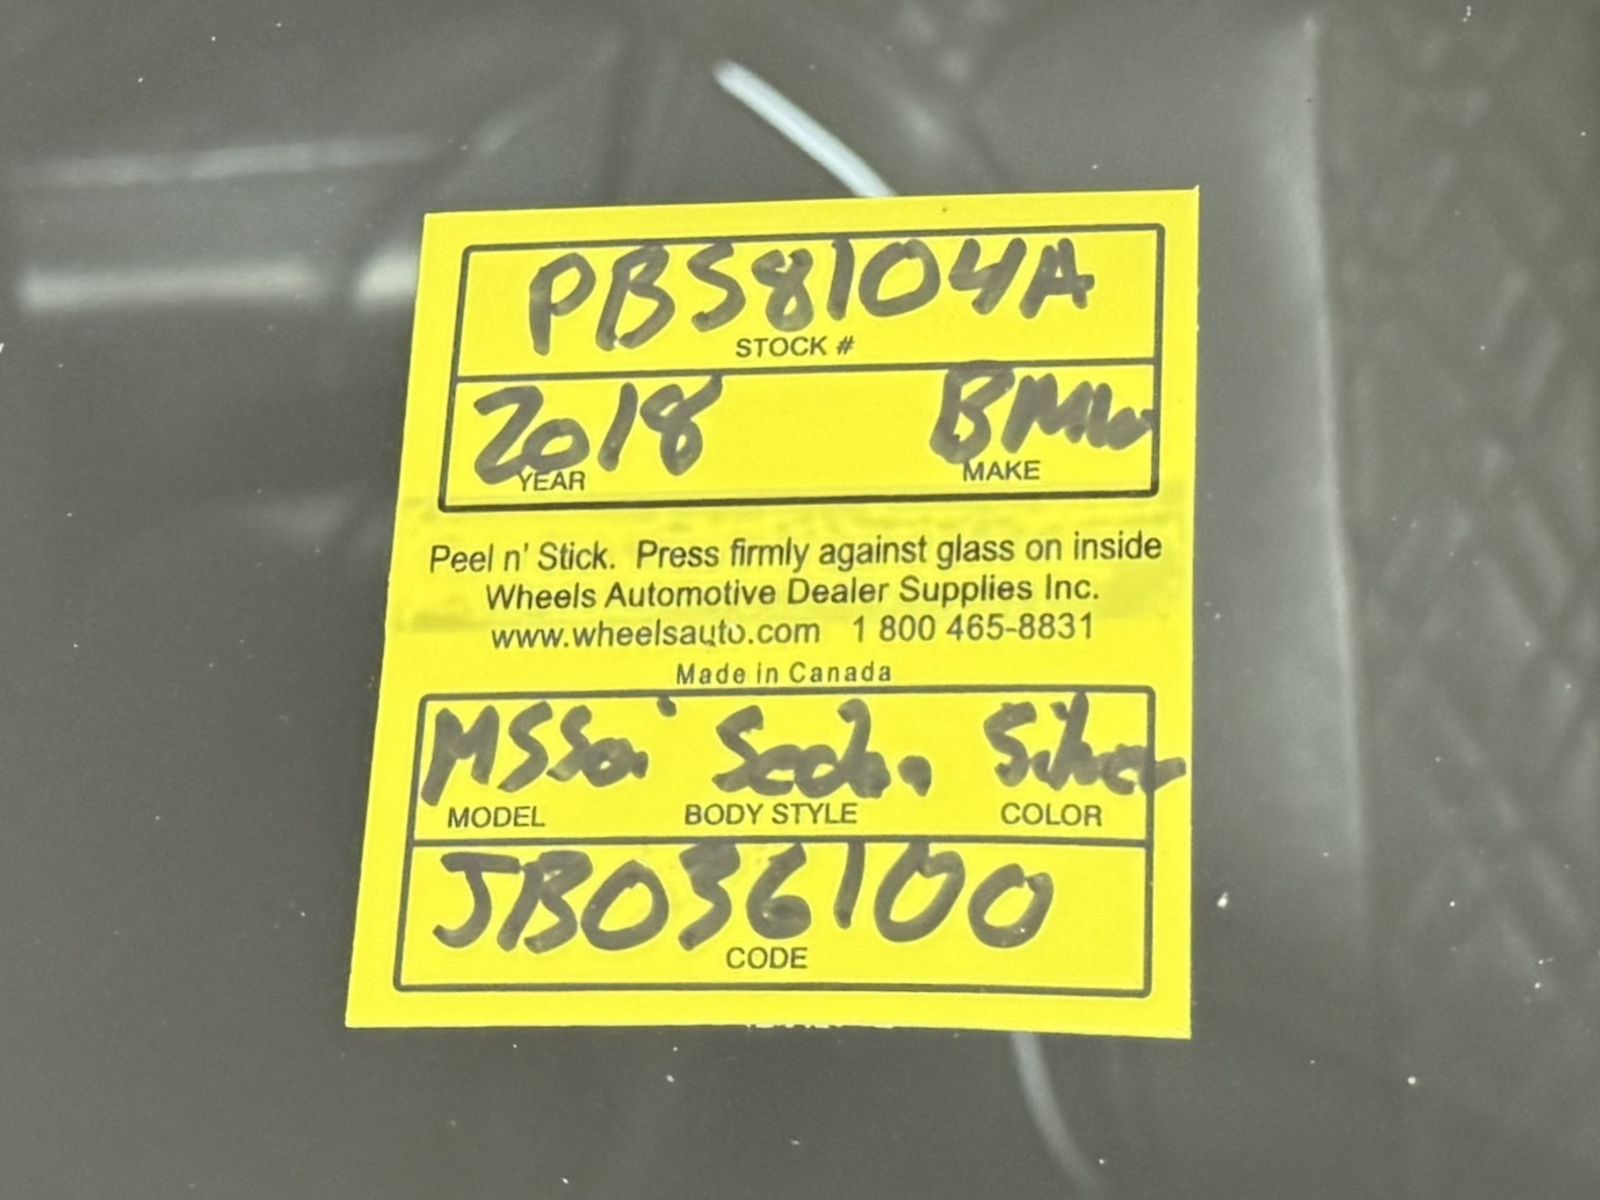 PBS8104A
STOCK #
2018 BMW
YEAR MAKE
Peel n' Stick. Press firmly against glass on inside
Wheels Automotive Dealer Supplies Inc.
www.wheelsauto.com 1 800 465-8831
Made in Canada
M550i Sedan Silver
MODEL BODY STYLE COLOR
JB036100
CODE